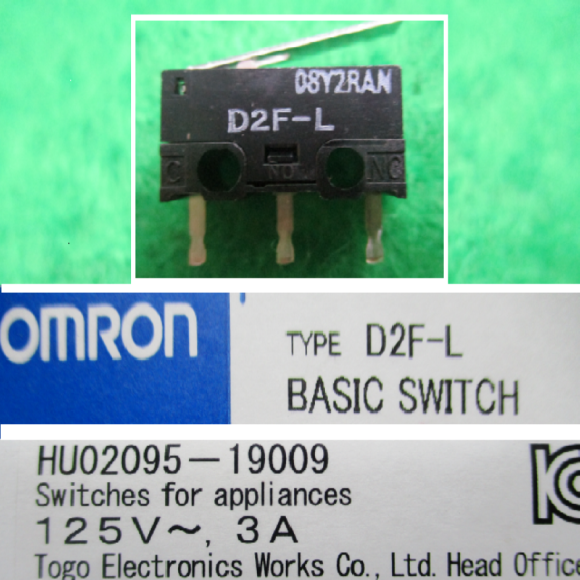 08Y2RAN
D2F-L
C NO NC
OMRON
TYPE D2F-L
BASIC SWITCH
HU02095-19009
Switches for appliances
125V~, 3A
Togo Electronics Works Co., Ltd. Head Office